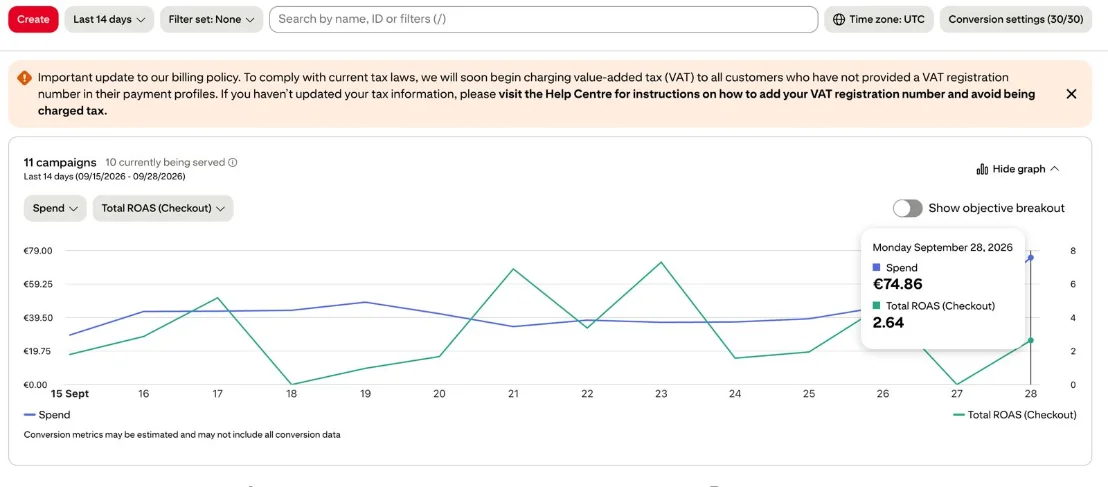 Create
Last 14 days
Filter set: None
Search by name, ID or filters (/)
Time zone: UTC
Conversion settings (30/30)
Important update to our billing policy. To comply with current tax laws, we will soon begin charging value-added tax (VAT) to all customers who have not provided a VAT registration
number in their payment profiles. If you haven't updated your tax information, please visit the Help Centre for instructions on how to add your VAT registration number and avoid being
charged tax.
11 campaigns 10 currently being served
Last 14 days (09/15/2026 - 09/28/2026)
Hide graph
Spend
Total ROAS (Checkout)
Show objective breakout
Monday September 28, 2026
Spend
€74.86
Total ROAS (Checkout)
2.64
€79.00
€59.25
€39.50
€19.75
€0.00
8
6
4
2
0
15 Sept 16 17 18 19 20 21 22 23 24 25 26 27 28
Spend
Total ROAS (Checkout)
Conversion metrics may be estimated and may not include all conversion data